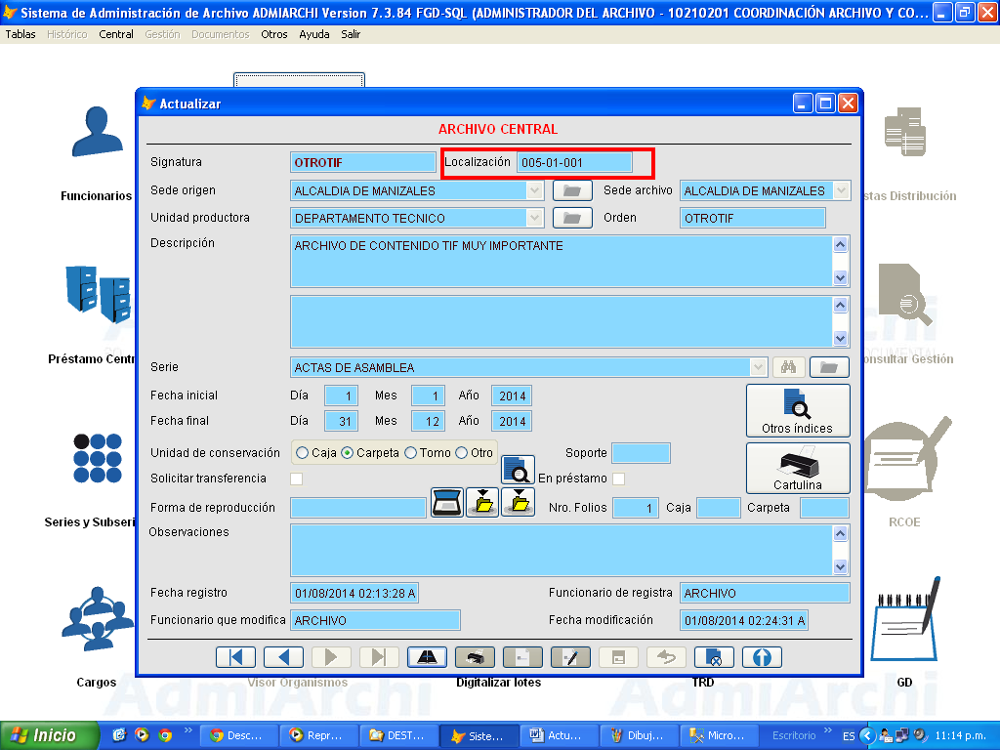 Sistema de Administración de Archivo ADMIARCHI Version 7.3.84 FGD-SQL (ADMINISTRADOR DEL ARCHIVO - 10210201 COORDINACIÓN ARCHIVO Y CO...
Tablas Histórico Central Gestión Documentos Otros Ayuda Salir
Actualizar
ARCHIVO CENTRAL
Signatura OTROTIF Localización 005-01-001
Sede origen ALCALDIA DE MANIZALES Sede archivo ALCALDIA DE MANIZALES
Unidad productora DEPARTAMENTO TECNICO Orden OTROTIF
Descripción ARCHIVO DE CONTENIDO TIF MUY IMPORTANTE
Serie ACTAS DE ASAMBLEA
Fecha inicial Día 1 Mes 1 Año 2014
Fecha final Día 31 Mes 12 Año 2014
Otros índices
Unidad de conservación Caja Carpeta Tomo Otro Soporte
Solicitar transferencia En préstamo
Cartulina
Forma de reproducción Nro. Folios 1 Caja Carpeta
Observaciones
Fecha registro 01/08/2014 02:13:28 A Funcionario de registra ARCHIVO
Funcionario que modifica ARCHIVO Fecha modificación 01/08/2014 02:24:31 A
Funcionarios
stas Distribución
Préstamo Centr
onsultar Gestión
Series y Subseri
RCOE
Cargos
Visor Organismos
Digitalizar lotes
TRD
GD
AdmiArchi
AdmiArchi
Inicio Desc... Repr... DEST... Siste... Actu... Dibuj... Micro... Escritorio » ES 11:14 p.m.